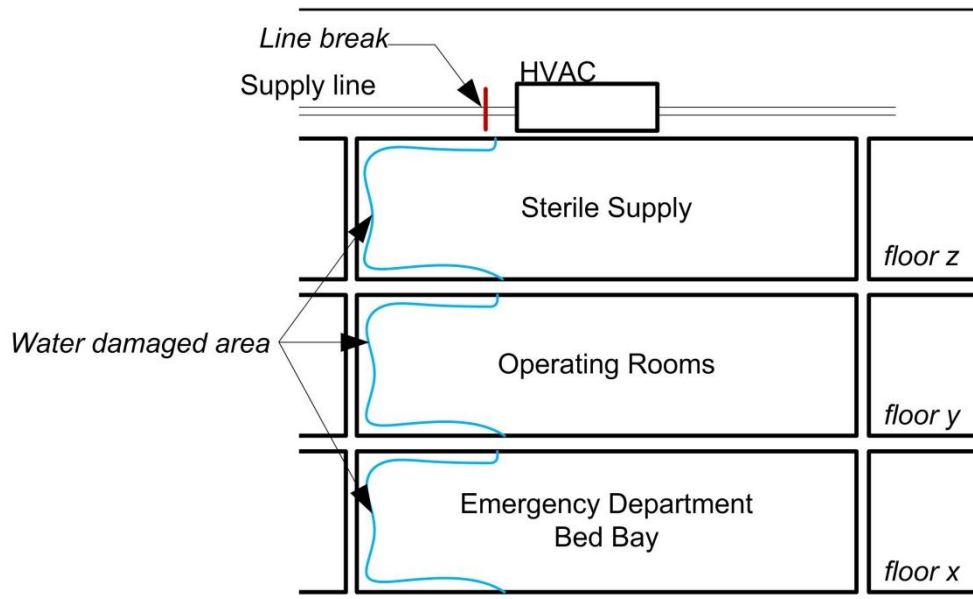 Line break
HVAC
Supply line
Sterile Supply
floor z
Water damaged area
Operating Rooms
floor y
Emergency Department
Bed Bay
floor x